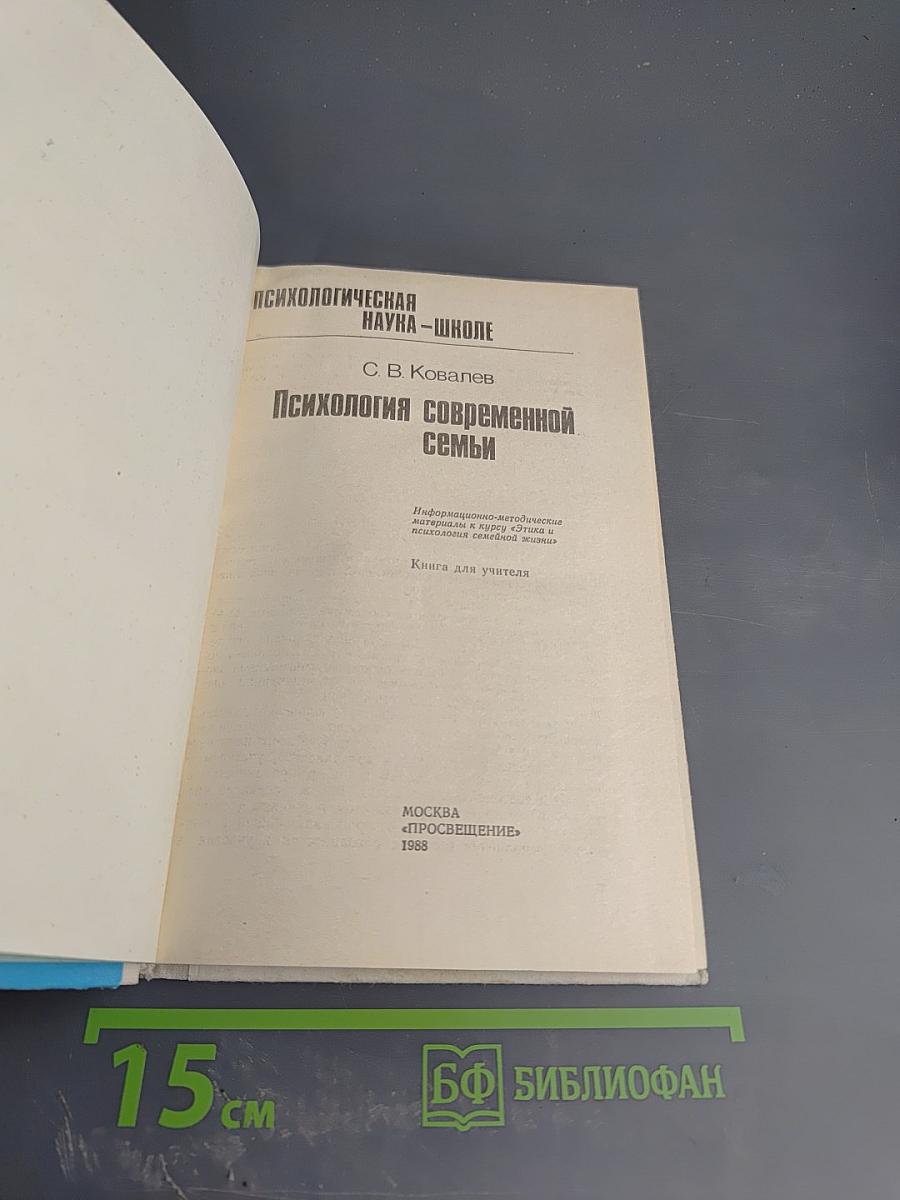 ПСИХОЛОГИЧЕСКАЯ
НАУКА – ШКОЛЕ
С. В. Ковалев
Психология современной
семьи
Информационно-методические
материалы к курсу «Этика и
психология семейной жизни»
Книга для учителя
МОСКВА
«ПРОСВЕЩЕНИЕ»
1988
15 см
БФ БИБЛИОФАН